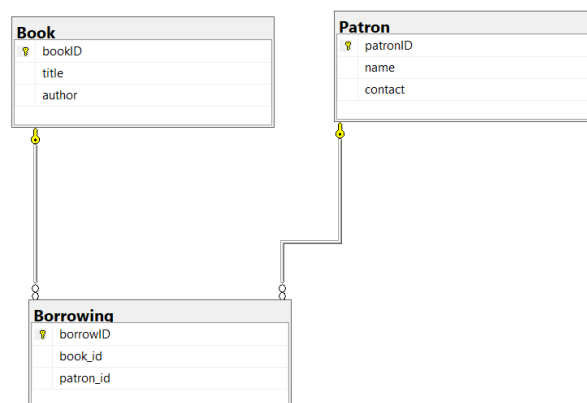 Book
bookID
title
author
Patron
patronID
name
contact
Borrowing
borrowID
book_id
patron_id